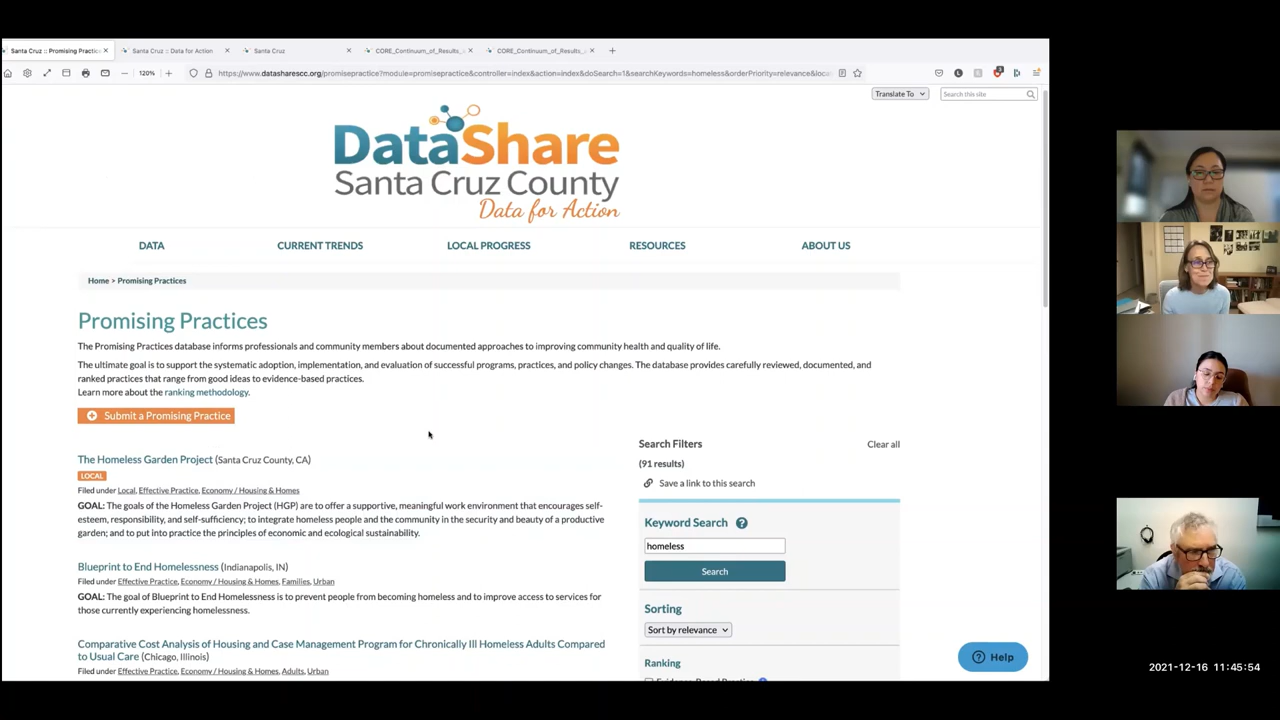 Santa Cruz :: Promising Practic
Santa Cruz :: Data for Action
Santa Cruz
CORE_Continuum_of_Results_
CORE_Continuum_of_Results_
120%
https://www.datasharescc.org/promisepractice?module=promisepractice&controller=index&action=index&doSearch=1&searchKeywords=homeless&orderPriority=relevance&loca
Translate To
Search this site
DataShare
Santa Cruz County
Data for Action
DATA
CURRENT TRENDS
LOCAL PROGRESS
RESOURCES
ABOUT US
Home > Promising Practices
Promising Practices
The Promising Practices database informs professionals and community members about documented approaches to improving community health and quality of life.
The ultimate goal is to support the systematic adoption, implementation, and evaluation of successful programs, practices, and policy changes. The database provides carefully reviewed, documented, and
ranked practices that range from good ideas to evidence-based practices.
Learn more about the ranking methodology.
Submit a Promising Practice
The Homeless Garden Project (Santa Cruz County, CA)
LOCAL
Filed under Local, Effective Practice, Economy / Housing & Homes
GOAL: The goals of the Homeless Garden Project (HGP) are to offer a supportive, meaningful work environment that encourages self-
esteem, responsibility, and self-sufficiency; to integrate homeless people and the community in the security and beauty of a productive
garden; and to put into practice the principles of economic and ecological sustainability.
Blueprint to End Homelessness (Indianapolis, IN)
Filed under Effective Practice, Economy / Housing & Homes, Families, Urban
GOAL: The goal of Blueprint to End Homelessness is to prevent people from becoming homeless and to improve access to services for
those currently experiencing homelessness.
Comparative Cost Analysis of Housing and Case Management Program for Chronically Ill Homeless Adults Compared
to Usual Care (Chicago, Illinois)
Filed under Effective Practice, Economy / Housing & Homes, Adults, Urban
Search Filters
Clear all
(91 results)
Save a link to this search
Keyword Search ?
homeless
Search
Sorting
Sort by relevance
Ranking
Evidence-Based Practice
Help
2021-12-16 11:45:54